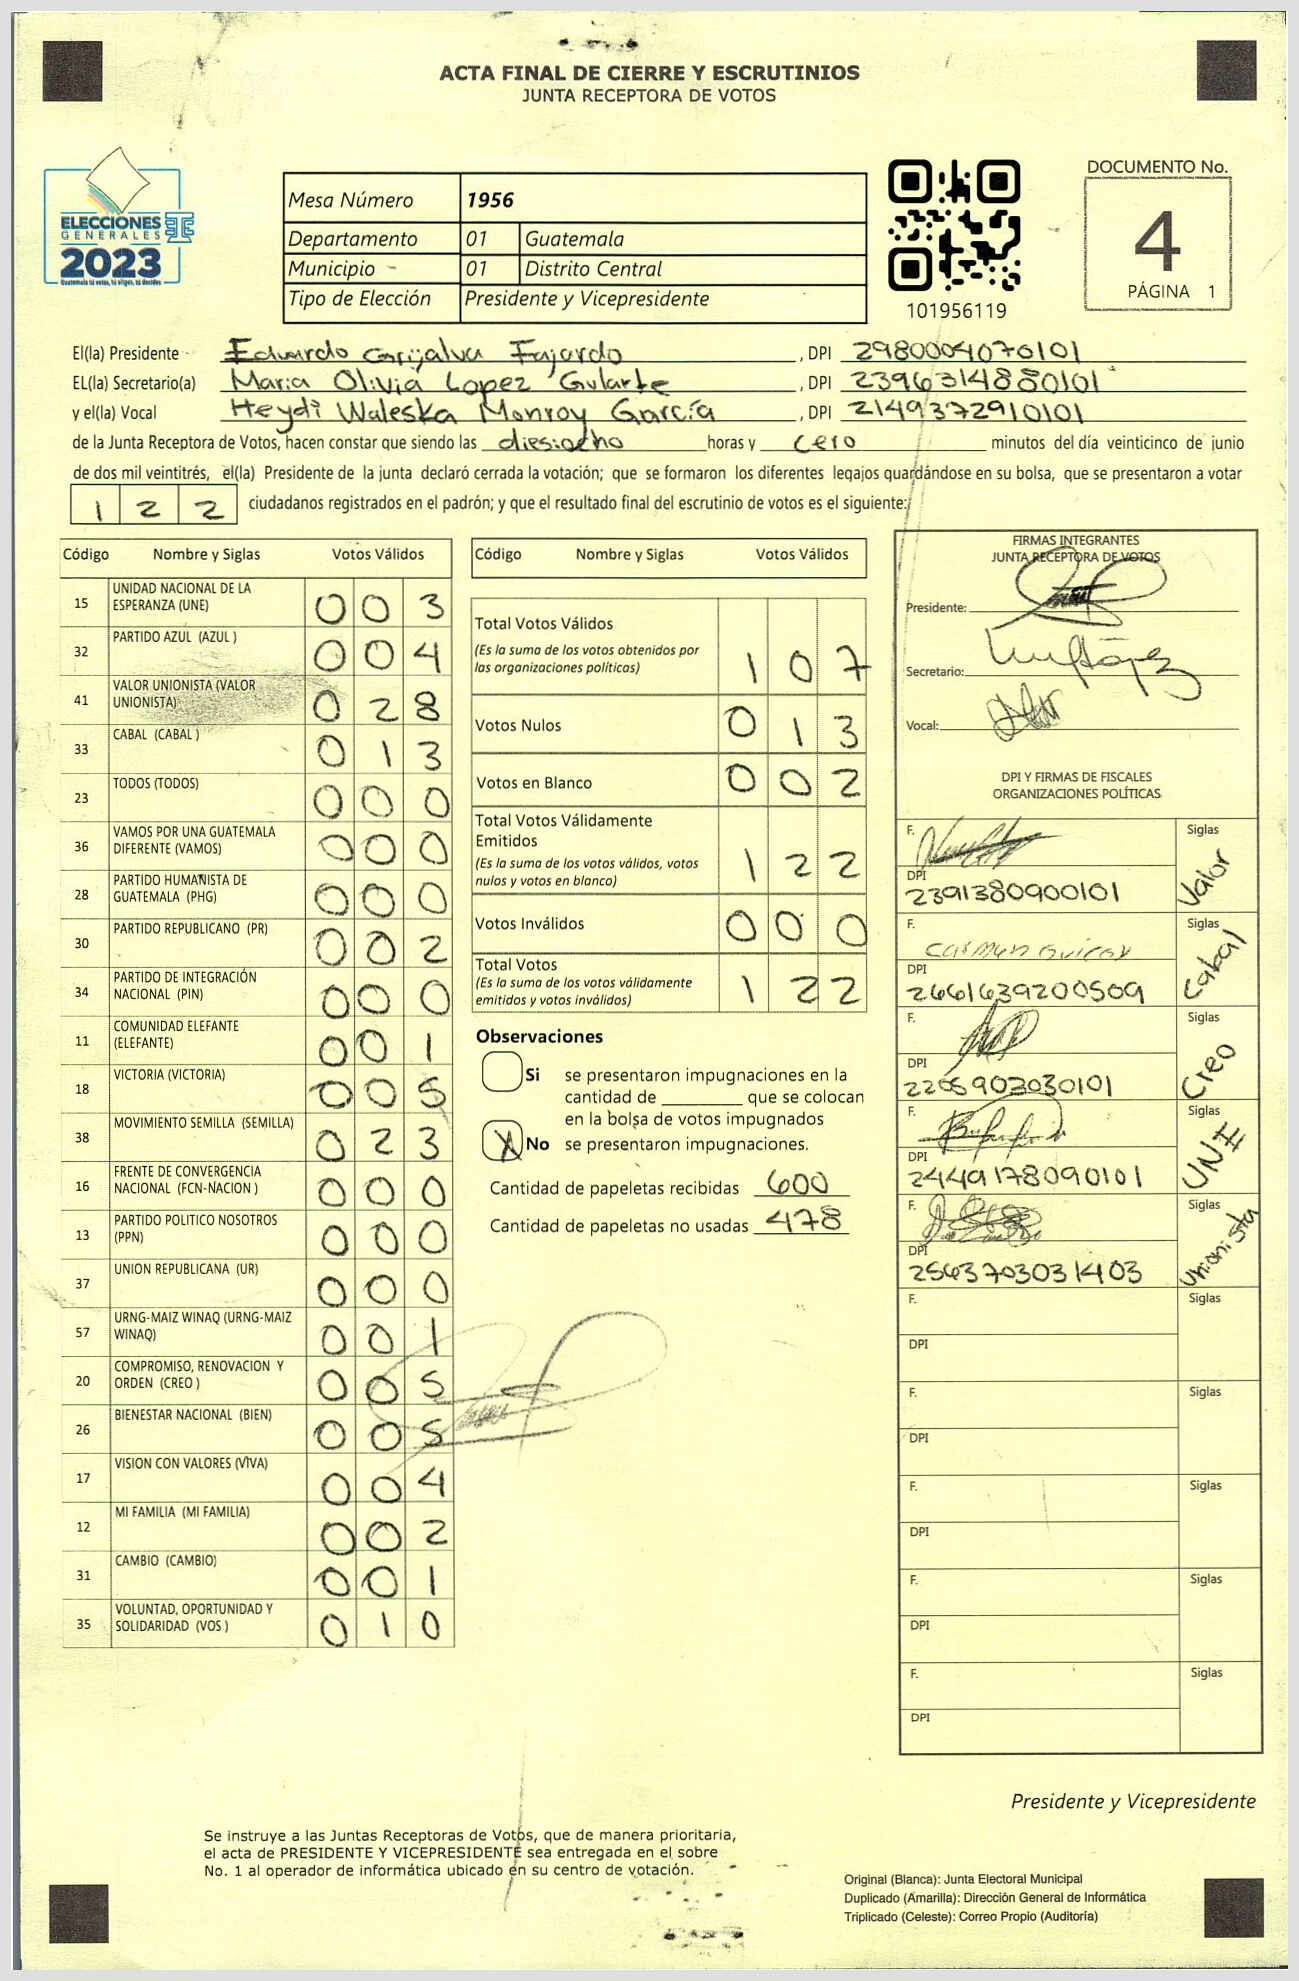 ACTA FINAL DE CIERRE Y ESCRUTINIOS
JUNTA RECEPTORA DE VOTOS
ELECCIONES
GENERALES
2023
Guatemala tú votas, tú eliges, tú decides
Mesa Número 1956
Departamento 01 Guatemala
Municipio 01 Distrito Central
Tipo de Elección Presidente y Vicepresidente
101956119
DOCUMENTO No.
4
PÁGINA 1
El(la) Presidente Eduardo Grijalva Fajardo, DPI 2980004070101
EL(la) Secretario(a) Maria Olivia Lopez Gularte, DPI 2396314880101
y el(la) Vocal Heydi Waleska Monroy García, DPI 2149372910101
de la Junta Receptora de Votos, hacen constar que siendo las diesiocho horas y cero minutos del día veinticinco de junio
de dos mil veintitrés, el(la) Presidente de la junta declaró cerrada la votación; que se formaron los diferentes legajos guardándose en su bolsa, que se presentaron a votar
1 2 2 ciudadanos registrados en el padrón; y que el resultado final del escrutinio de votos es el siguiente:
Código Nombre y Siglas Votos Válidos
15 UNIDAD NACIONAL DE LA ESPERANZA (UNE) 0 0 3
32 PARTIDO AZUL (AZUL ) 0 0 4
41 VALOR UNIONISTA (VALOR UNIONISTA) 0 2 8
33 CABAL (CABAL ) 0 1 3
23 TODOS (TODOS) 0 0 0
36 VAMOS POR UNA GUATEMALA DIFERENTE (VAMOS) 0 0 0
28 PARTIDO HUMANISTA DE GUATEMALA (PHG) 0 0 0
30 PARTIDO REPUBLICANO (PR) 0 0 2
34 PARTIDO DE INTEGRACIÓN NACIONAL (PIN) 0 0 0
11 COMUNIDAD ELEFANTE (ELEFANTE) 0 0 1
18 VICTORIA (VICTORIA) 0 0 5
38 MOVIMIENTO SEMILLA (SEMILLA) 0 2 3
16 FRENTE DE CONVERGENCIA NACIONAL (FCN-NACION ) 0 0 0
13 PARTIDO POLITICO NOSOTROS (PPN) 0 0 0
37 UNION REPUBLICANA (UR) 0 0 0
57 URNG-MAIZ WINAQ (URNG-MAIZ WINAQ) 0 0 1
20 COMPROMISO, RENOVACION Y ORDEN (CREO ) 0 0 5
26 BIENESTAR NACIONAL (BIEN) 0 0 5
17 VISION CON VALORES (VIVA) 0 0 4
12 MI FAMILIA (MI FAMILIA) 0 0 2
31 CAMBIO (CAMBIO) 0 0 1
35 VOLUNTAD, OPORTUNIDAD Y SOLIDARIDAD (VOS ) 0 1 0
Código Nombre y Siglas Votos Válidos
Total Votos Válidos 1 0 7
(Es la suma de los votos obtenidos por
las organizaciones políticas)
Votos Nulos 0 1 3
Votos en Blanco 0 0 2
Total Votos Válidamente
Emitidos 1 2 2
(Es la suma de los votos válidos, votos
nulos y votos en blanco)
Votos Inválidos 0 0 0
Total Votos 1 2 2
(Es la suma de los votos válidamente
emitidos y votos inválidos)
Observaciones
Si se presentaron impugnaciones en la
cantidad de ________ que se colocan
en la bolsa de votos impugnados
X No se presentaron impugnaciones.
Cantidad de papeletas recibidas 600
Cantidad de papeletas no usadas 478
FIRMAS INTEGRANTES
JUNTA RECEPTORA DE VOTOS
Presidente:
Secretario:
Vocal:
DPI Y FIRMAS DE FISCALES
ORGANIZACIONES POLÍTICAS
F. Siglas Valor
DPI 2391380900101
F. Carmen Siglas Cabal
DPI 2661639200509
F. Siglas Creo
DPI 2205903030101
F. Siglas UNE
DPI 2449178090101
F. Siglas Unionista
DPI 2563703031403
F. Siglas
DPI
F. Siglas
DPI
F. Siglas
DPI
F. Siglas
DPI
F. Siglas
DPI
Presidente y Vicepresidente
Se instruye a las Juntas Receptoras de Votos, que de manera prioritaria,
el acta de PRESIDENTE Y VICEPRESIDENTE sea entregada en el sobre
No. 1 al operador de informática ubicado en su centro de votación.
Original (Blanca): Junta Electoral Municipal
Duplicado (Amarilla): Dirección General de Informática
Triplicado (Celeste): Correo Propio (Auditoría)